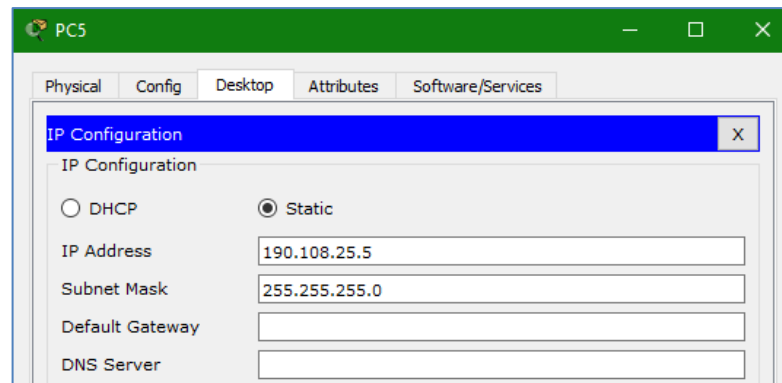 PC5
Physical Config Desktop Attributes Software/Services
IP Configuration X
IP Configuration
DHCP Static
IP Address 190.108.25.5
Subnet Mask 255.255.255.0
Default Gateway
DNS Server